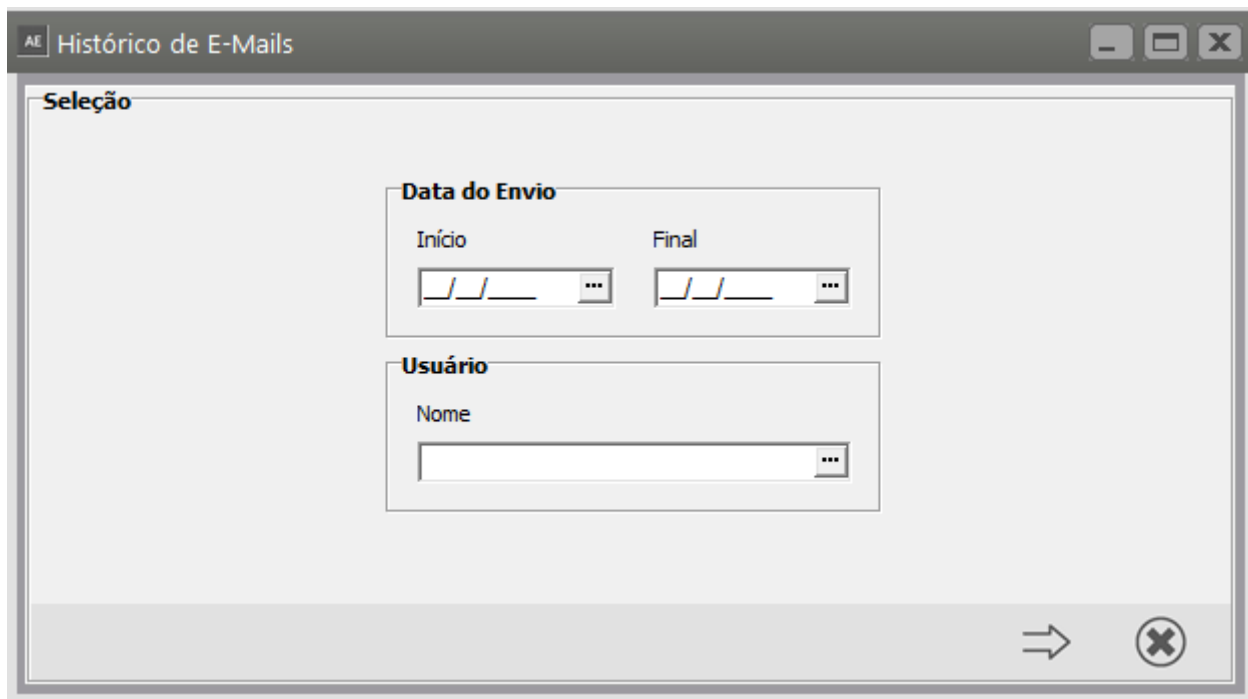 AE Histórico de E-Mails
Seleção
Data do Envio
Início Final
__/__/____ ... __/__/____ ...
Usuário
Nome
...